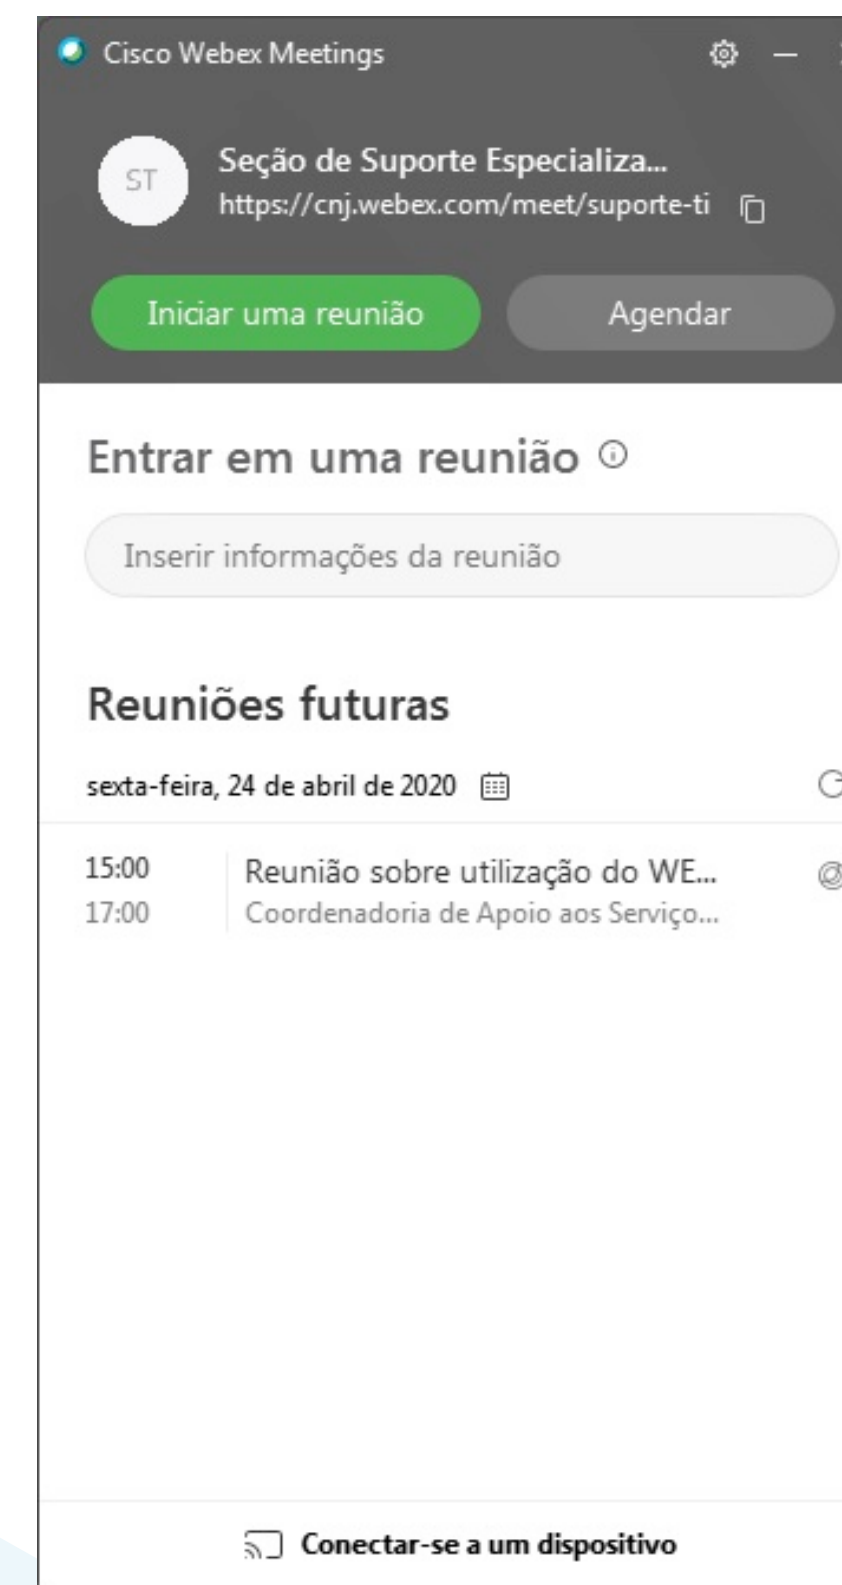 Cisco Webex Meetings
ST
Seção de Suporte Especializa...
https://cnj.webex.com/meet/suporte-ti
Iniciar uma reunião
Agendar
Entrar em uma reunião
Inserir informações da reunião
Reuniões futuras
sexta-feira, 24 de abril de 2020
15:00
Reunião sobre utilização do WE...
17:00
Coordenadoria de Apoio aos Serviço...
Conectar-se a um dispositivo